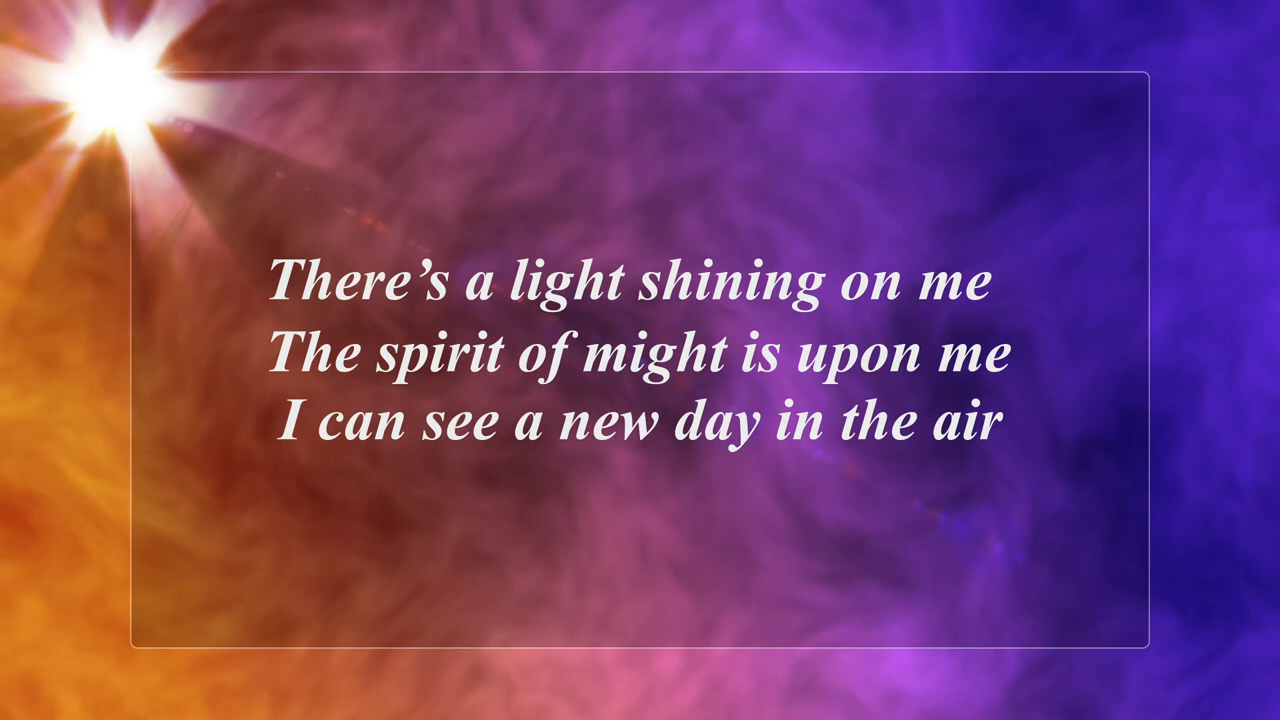 There’s a light shining on me
The spirit of might is upon me
I can see a new day in the air